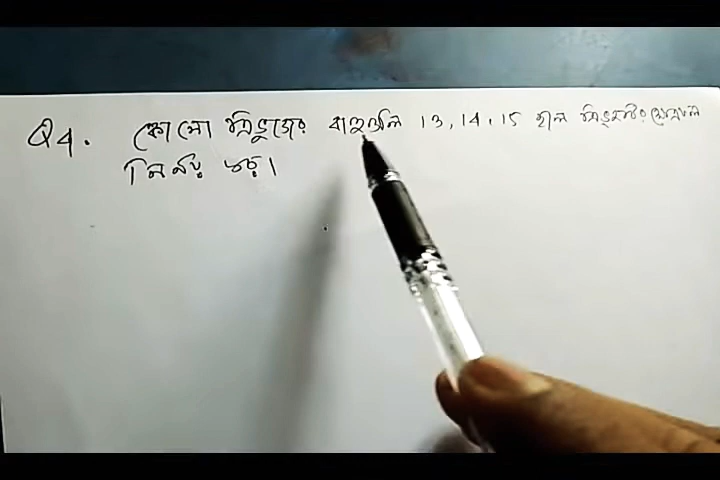 Q4. কোনো ত্রিভুজের বাহুগুলি 13, 14, 15 হলে ত্রিভুজটির ক্ষেত্রফল
নির্ণয় কর।